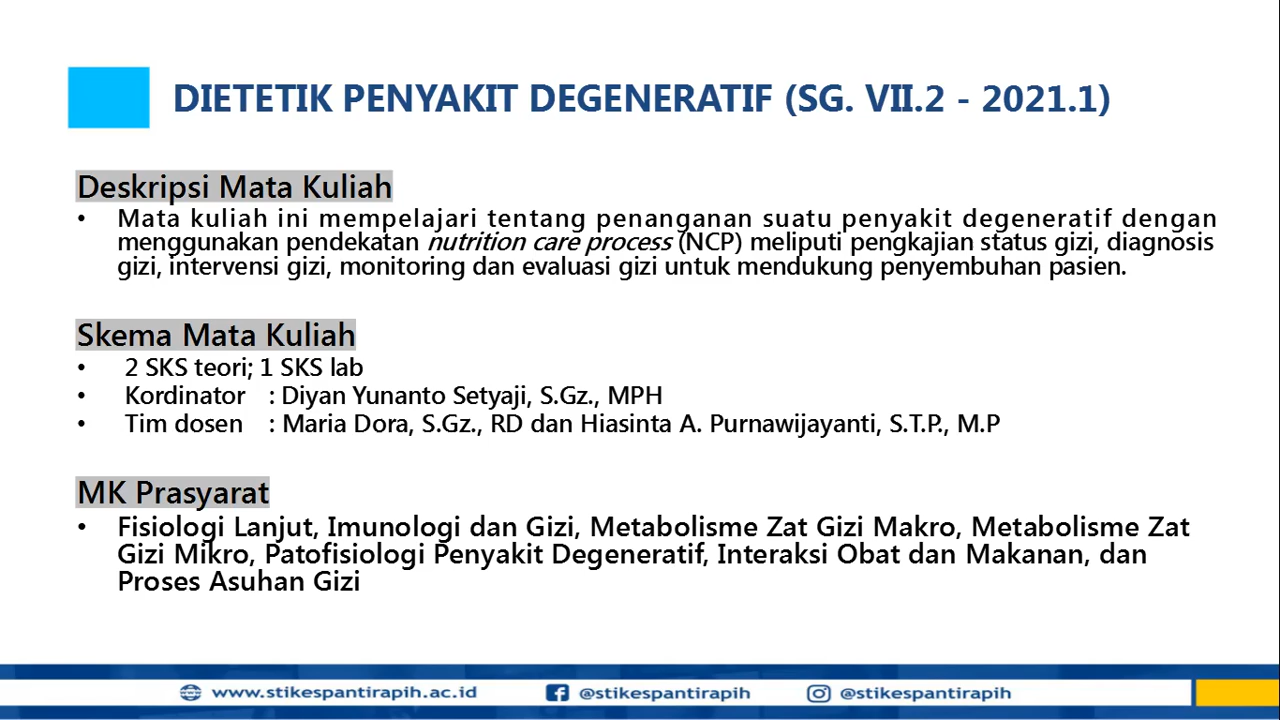 DIETETIK PENYAKIT DEGENERATIF (SG. VII.2 - 2021.1)
Deskripsi Mata Kuliah
• Mata kuliah ini mempelajari tentang penanganan suatu penyakit degeneratif dengan
menggunakan pendekatan nutrition care process (NCP) meliputi pengkajian status gizi, diagnosis
gizi, intervensi gizi, monitoring dan evaluasi gizi untuk mendukung penyembuhan pasien.
Skema Mata Kuliah
• 2 SKS teori; 1 SKS lab
• Kordinator : Diyan Yunanto Setyaji, S.Gz., MPH
• Tim dosen : Maria Dora, S.Gz., RD dan Hiasinta A. Purnawijayanti, S.T.P., M.P
MK Prasyarat
• Fisiologi Lanjut, Imunologi dan Gizi, Metabolisme Zat Gizi Makro, Metabolisme Zat
Gizi Mikro, Patofisiologi Penyakit Degeneratif, Interaksi Obat dan Makanan, dan
Proses Asuhan Gizi
www.stikespantirapih.ac.id @stikespantirapih @stikespantirapih